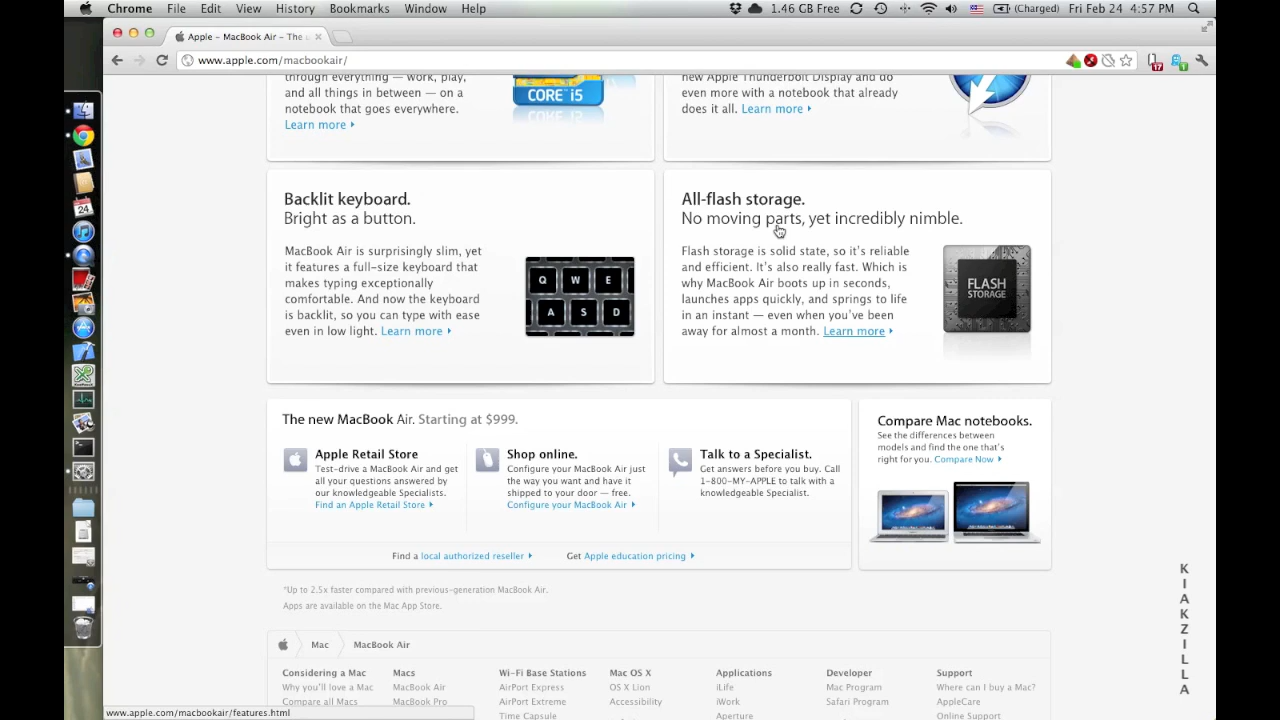 Chrome File Edit View History Bookmarks Window Help
1.46 GB Free (Charged) Fri Feb 24 4:57 PM
Apple – MacBook Air – The
www.apple.com/macbookair/
17
1
24
through everything — work, play,
and all things in between — on a
notebook that goes everywhere.
Learn more
CORE i5
new Apple Thunderbolt Display and do
even more with a notebook that already
does it all. Learn more
Backlit keyboard.
Bright as a button.
MacBook Air is surprisingly slim, yet
it features a full-size keyboard that
makes typing exceptionally
comfortable. And now the keyboard
is backlit, so you can type with ease
even in low light. Learn more
Q W E
A S D
All-flash storage.
No moving parts, yet incredibly nimble.
Flash storage is solid state, so it's reliable
and efficient. It's also really fast. Which is
why MacBook Air boots up in seconds,
launches apps quickly, and springs to life
in an instant — even when you've been
away for almost a month. Learn more
FLASH
STORAGE
The new MacBook Air. Starting at $999.
Apple Retail Store
Test-drive a MacBook Air and get
all your questions answered by
our knowledgeable Specialists.
Find an Apple Retail Store
Shop online.
Configure your MacBook Air just
the way you want and have it
shipped to your door — free.
Configure your MacBook Air
Talk to a Specialist.
Get answers before you buy. Call
1-800-MY-APPLE to talk with a
knowledgeable Specialist.
Find a local authorized reseller
Get Apple education pricing
Compare Mac notebooks.
See the differences between
models and find the one that's
right for you. Compare Now
*Up to 2.5x faster compared with previous-generation MacBook Air.
Apps are available on the Mac App Store.
Mac MacBook Air
Considering a Mac
Why you'll love a Mac
Compare all Macs
Macs
MacBook Air
MacBook Pro
Wi-Fi Base Stations
AirPort Express
AirPort Extreme
Time Capsule
Mac OS X
OS X Lion
Accessibility
Applications
iLife
iWork
Aperture
Developer
Mac Program
Safari Program
Support
Where can I buy a Mac?
AppleCare
Online Support
www.apple.com/macbookair/features.html
KIAKZILLA